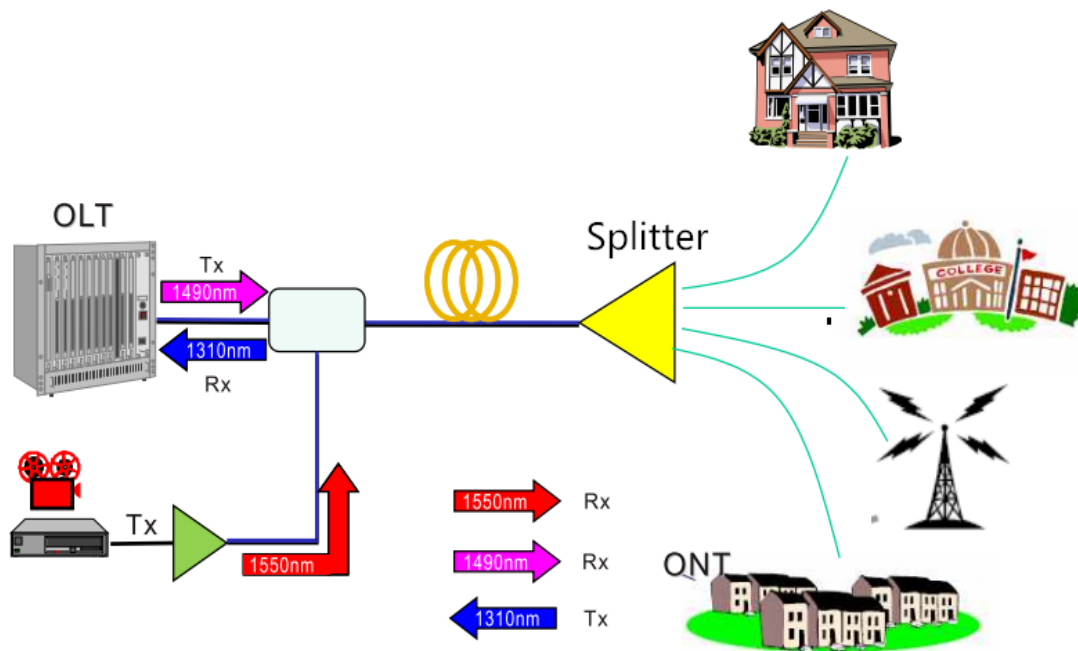 OLT
Tx
1490nm
1310nm
Rx
Splitter
COLLEGE
Tx
1550nm
1550nm Rx
1490nm Rx
1310nm Tx
ONT